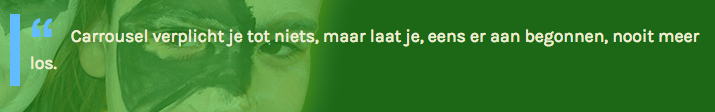 “ Carrousel verplicht je tot niets, maar laat je, eens er aan begonnen, nooit meer
los.